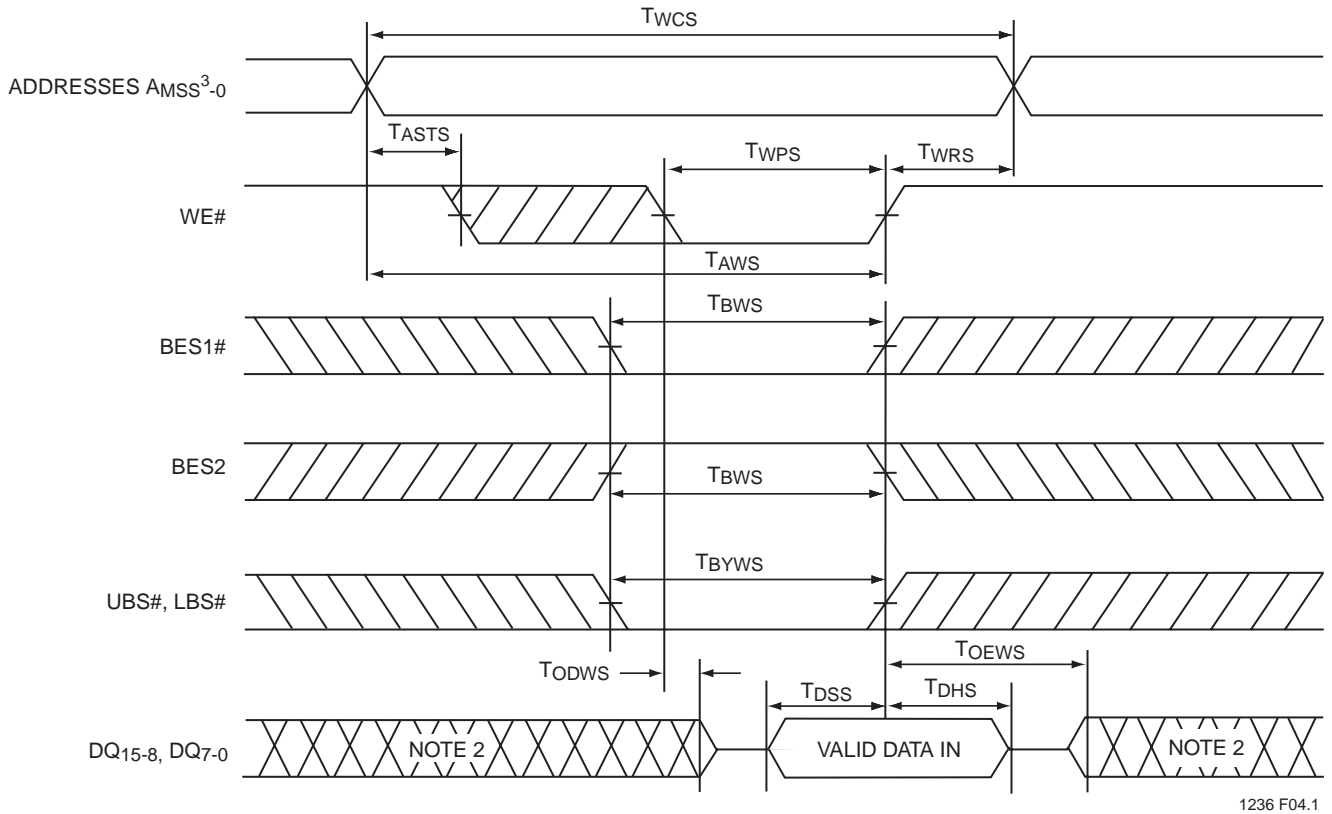 TWCS
ADDRESSES AMSS3-0
TASTS
TWPS
TWRS
WE#
TAWS
TBWS
BES1#
BES2
TBWS
TBYWS
UBS#, LBS#
TOEWS
TODWS
TDSS
TDHS
DQ15-8, DQ7-0
NOTE 2
VALID DATA IN
NOTE 2
1236 F04.1